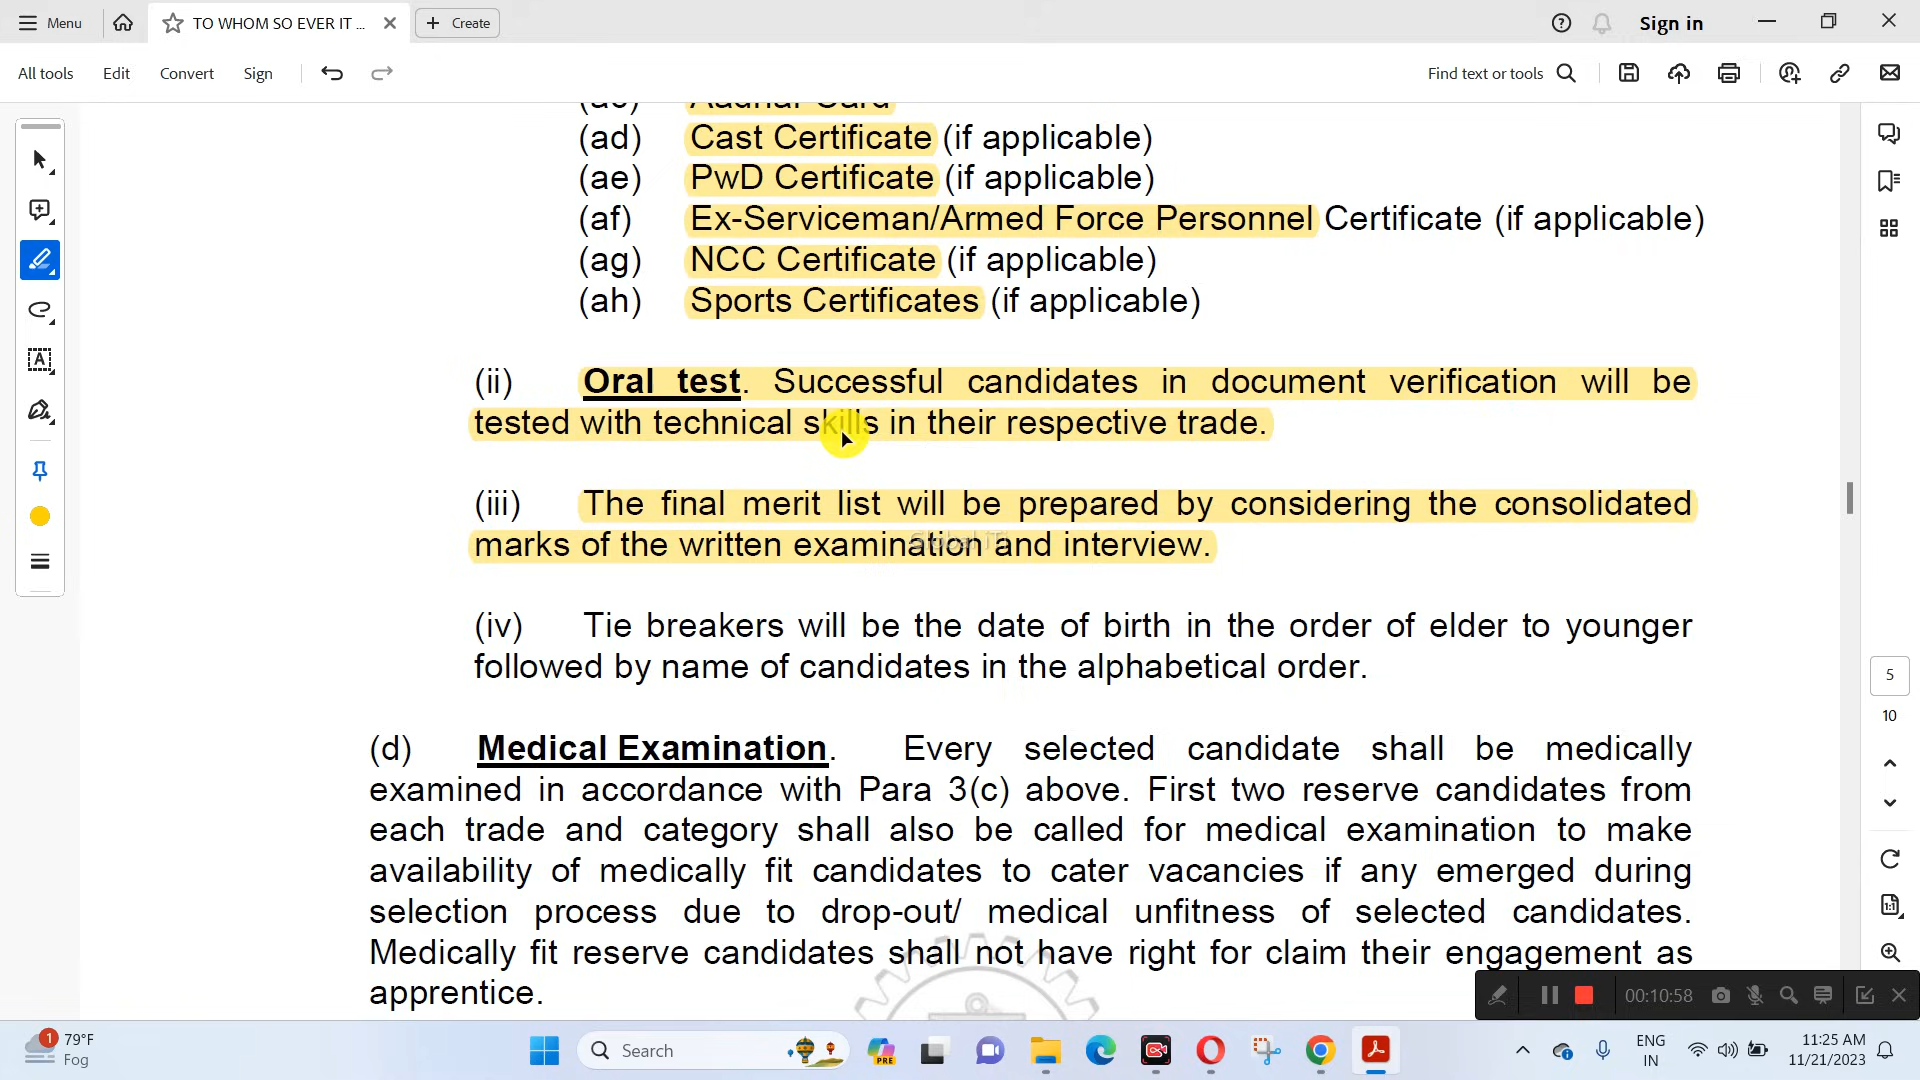 Menu
TO WHOM SO EVER IT ...
Create
Sign in
All tools
Edit
Convert
Sign
Find text or tools
(ac) Aadhar Card
(ad) Cast Certificate (if applicable)
(ae) PwD Certificate (if applicable)
(af) Ex-Serviceman/Armed Force Personnel Certificate (if applicable)
(ag) NCC Certificate (if applicable)
(ah) Sports Certificates (if applicable)
(ii) Oral test. Successful candidates in document verification will be
tested with technical skills in their respective trade.
(iii) The final merit list will be prepared by considering the consolidated
marks of the written examination and interview.
Global ITi
(iv) Tie breakers will be the date of birth in the order of elder to younger
followed by name of candidates in the alphabetical order.
(d) Medical Examination. Every selected candidate shall be medically
examined in accordance with Para 3(c) above. First two reserve candidates from
each trade and category shall also be called for medical examination to make
availability of medically fit candidates to cater vacancies if any emerged during
selection process due to drop-out/ medical unfitness of selected candidates.
Medically fit reserve candidates shall not have right for claim their engagement as
apprentice.
5
10
1:1
00:10:58
1
79°F
Fog
Search
PRE
ENG
IN
11:25 AM
11/21/2023